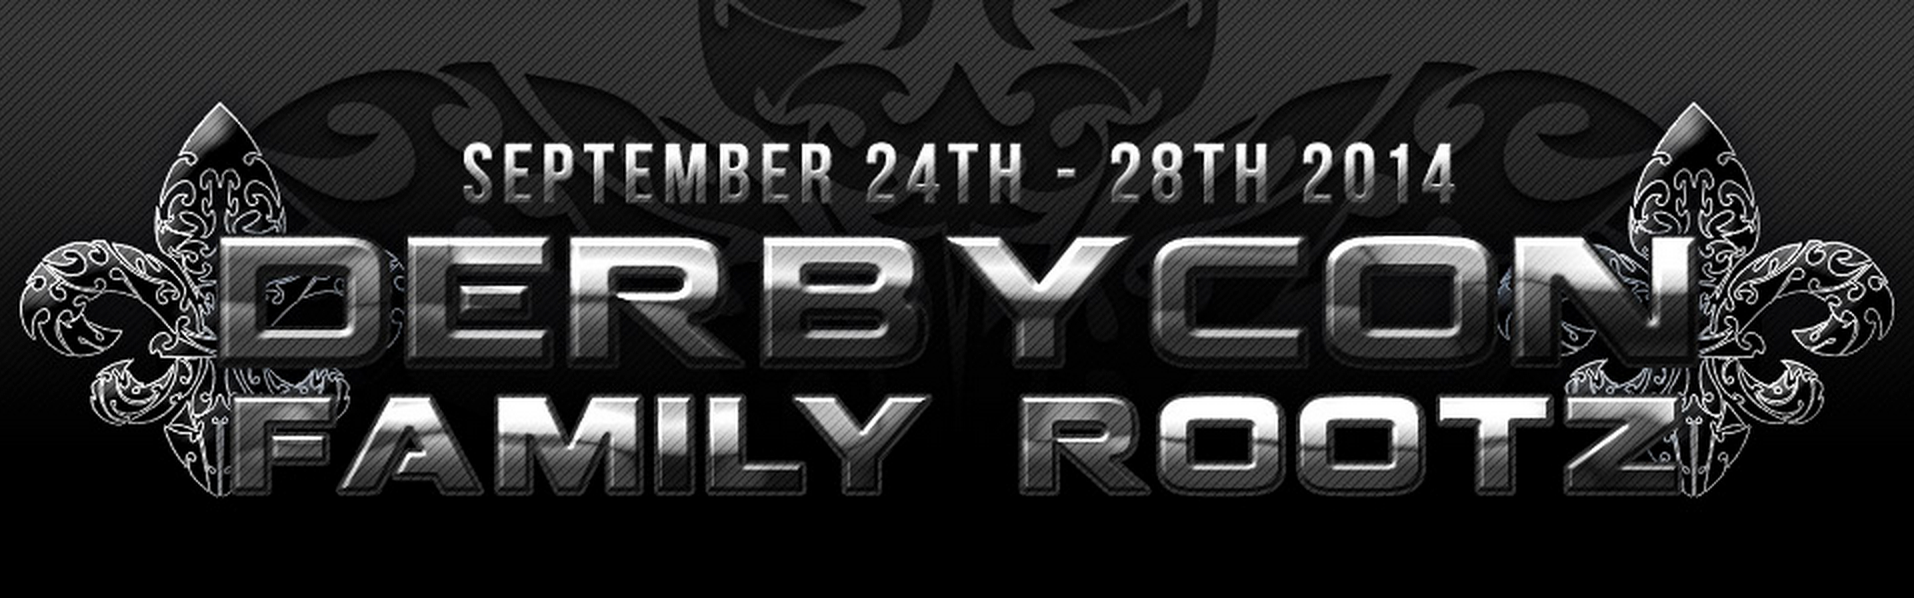 SEPTEMBER 24TH - 28TH 2014
DERBYCON
FAMILY ROOTZ